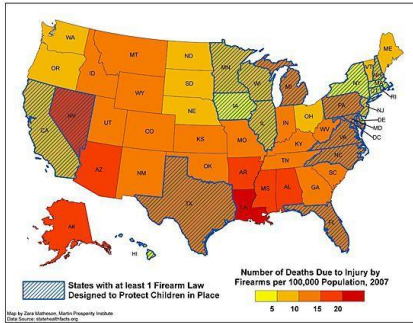 WA
MT
ND
MN
ME
OR
ID
SD
WI
MI
NY
VT
NH
WY
IA
PA
RI
NE
NJ
NV
UT
CO
IL
IN
OH
DE
MD
CA
KS
MO
WV
VA
DC
KY
AZ
NM
OK
AR
TN
NC
SC
TX
MS
AL
GA
LA
AK
HI
FL
States with at least 1 Firearm Law
Designed to Protect Children in Place
Number of Deaths Due to Injury by
Firearms per 100,000 Population, 2007
5 10 15 20
Map by Zara Matheson, Martin Prosperity Institute
Data Source: statehealthfacts.org